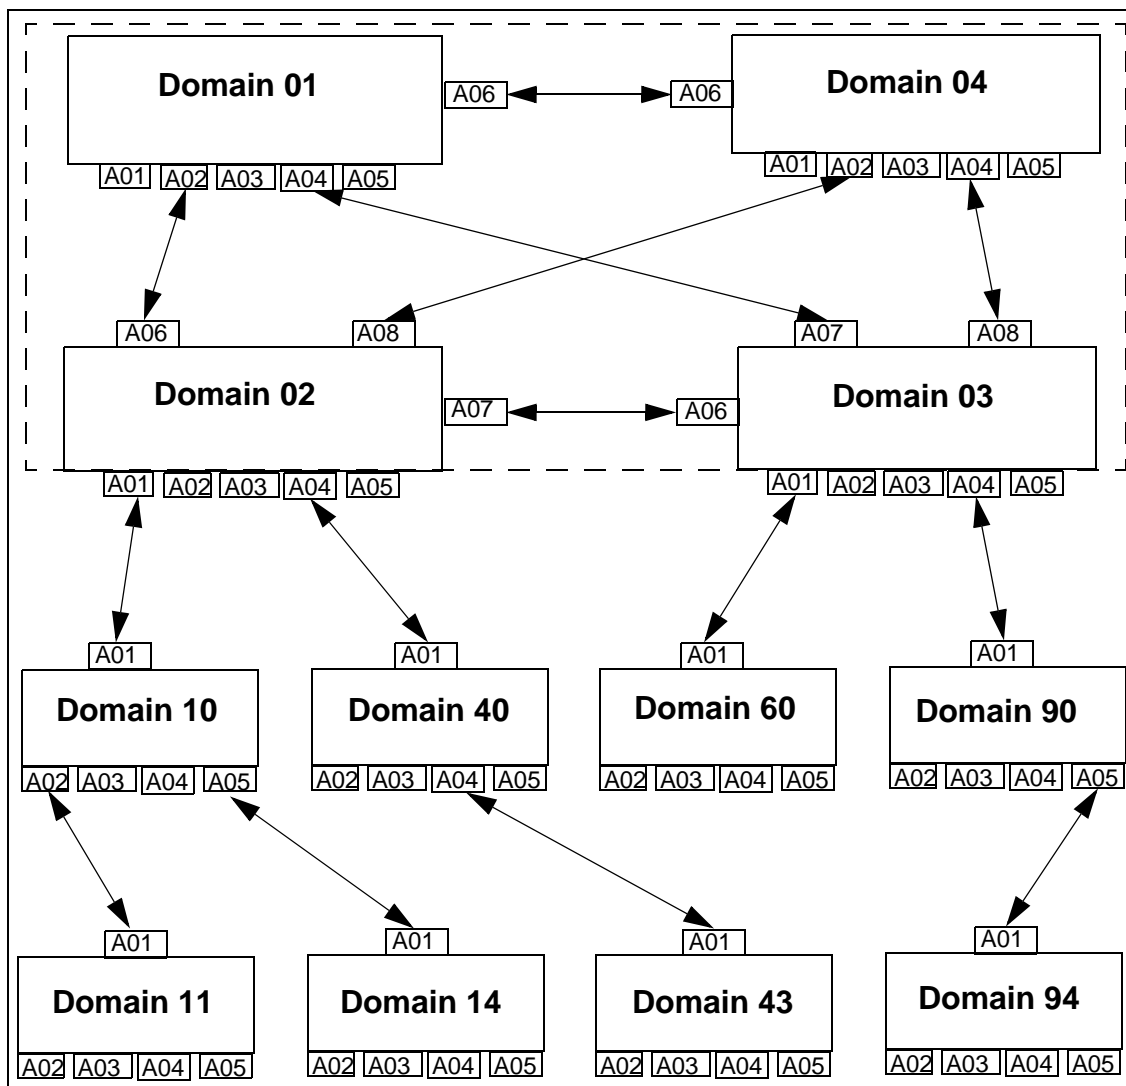 Domain 01
Domain 04
A06
A06
A01 A02 A03 A04 A05
A01 A02 A03 A04 A05
A06
A08
A07
A08
Domain 02
Domain 03
A07
A06
A01 A02 A03 A04 A05
A01 A02 A03 A04 A05
A01
A01
A01
A01
Domain 10
Domain 40
Domain 60
Domain 90
A02 A03 A04 A05
A02 A03 A04 A05
A02 A03 A04 A05
A02 A03 A04 A05
A01
A01
A01
A01
Domain 11
Domain 14
Domain 43
Domain 94
A02 A03 A04 A05
A02 A03 A04 A05
A02 A03 A04 A05
A02 A03 A04 A05